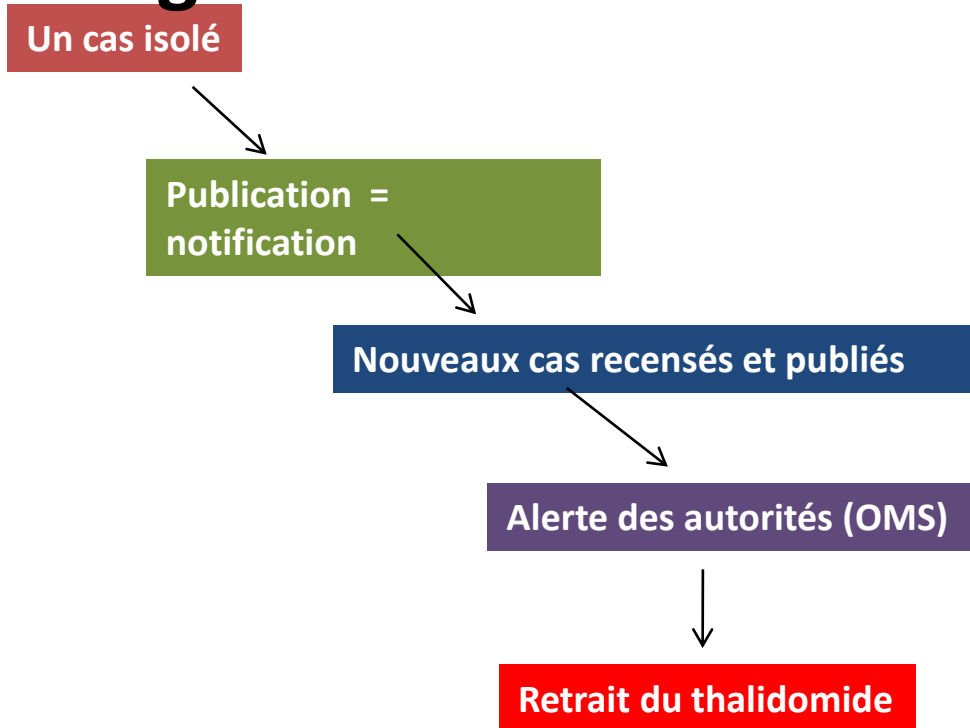 Un cas isolé
Publication =
notification
Nouveaux cas recensés et publiés
Alerte des autorités (OMS)
Retrait du thalidomide